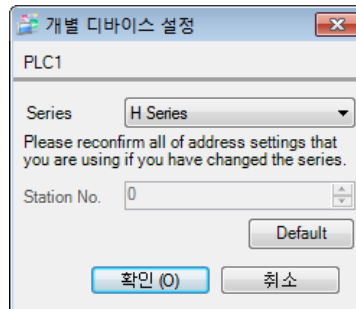 개별 디바이스 설정
PLC1
Series H Series
Please reconfirm all of address settings that
you are using if you have changed the series.
Station No. 0
Default
확인 (O) 취소